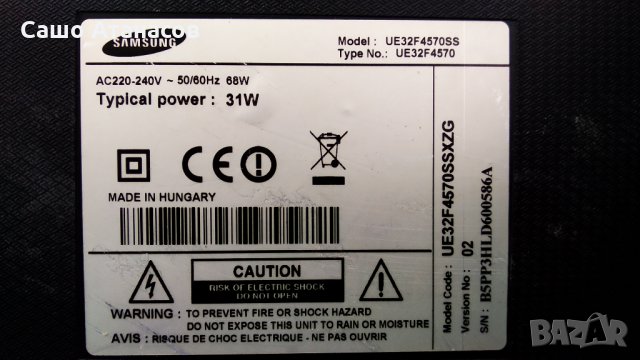 Сашо Атанасов
SAMSUNG
Model : UE32F4570SS
Type No.: UE32F4570
AC220-240V ~ 50/60Hz 68W
Typical power : 31W
CE
MADE IN HUNGARY
CAUTION
RISK OF ELECTRIC SHOCK
DO NOT OPEN
WARNING : TO PREVENT FIRE OR SHOCK HAZARD
DO NOT EXPOSE THIS UNIT TO RAIN OR MOISTURE
AVIS : RISQUE DE CHOC ELECTRIQUE - NE PAS OUVRIR
Model Code : UE32F4570SSXZG
Version No : 02
S/N : B5PP3HLD600586A
BAZAR